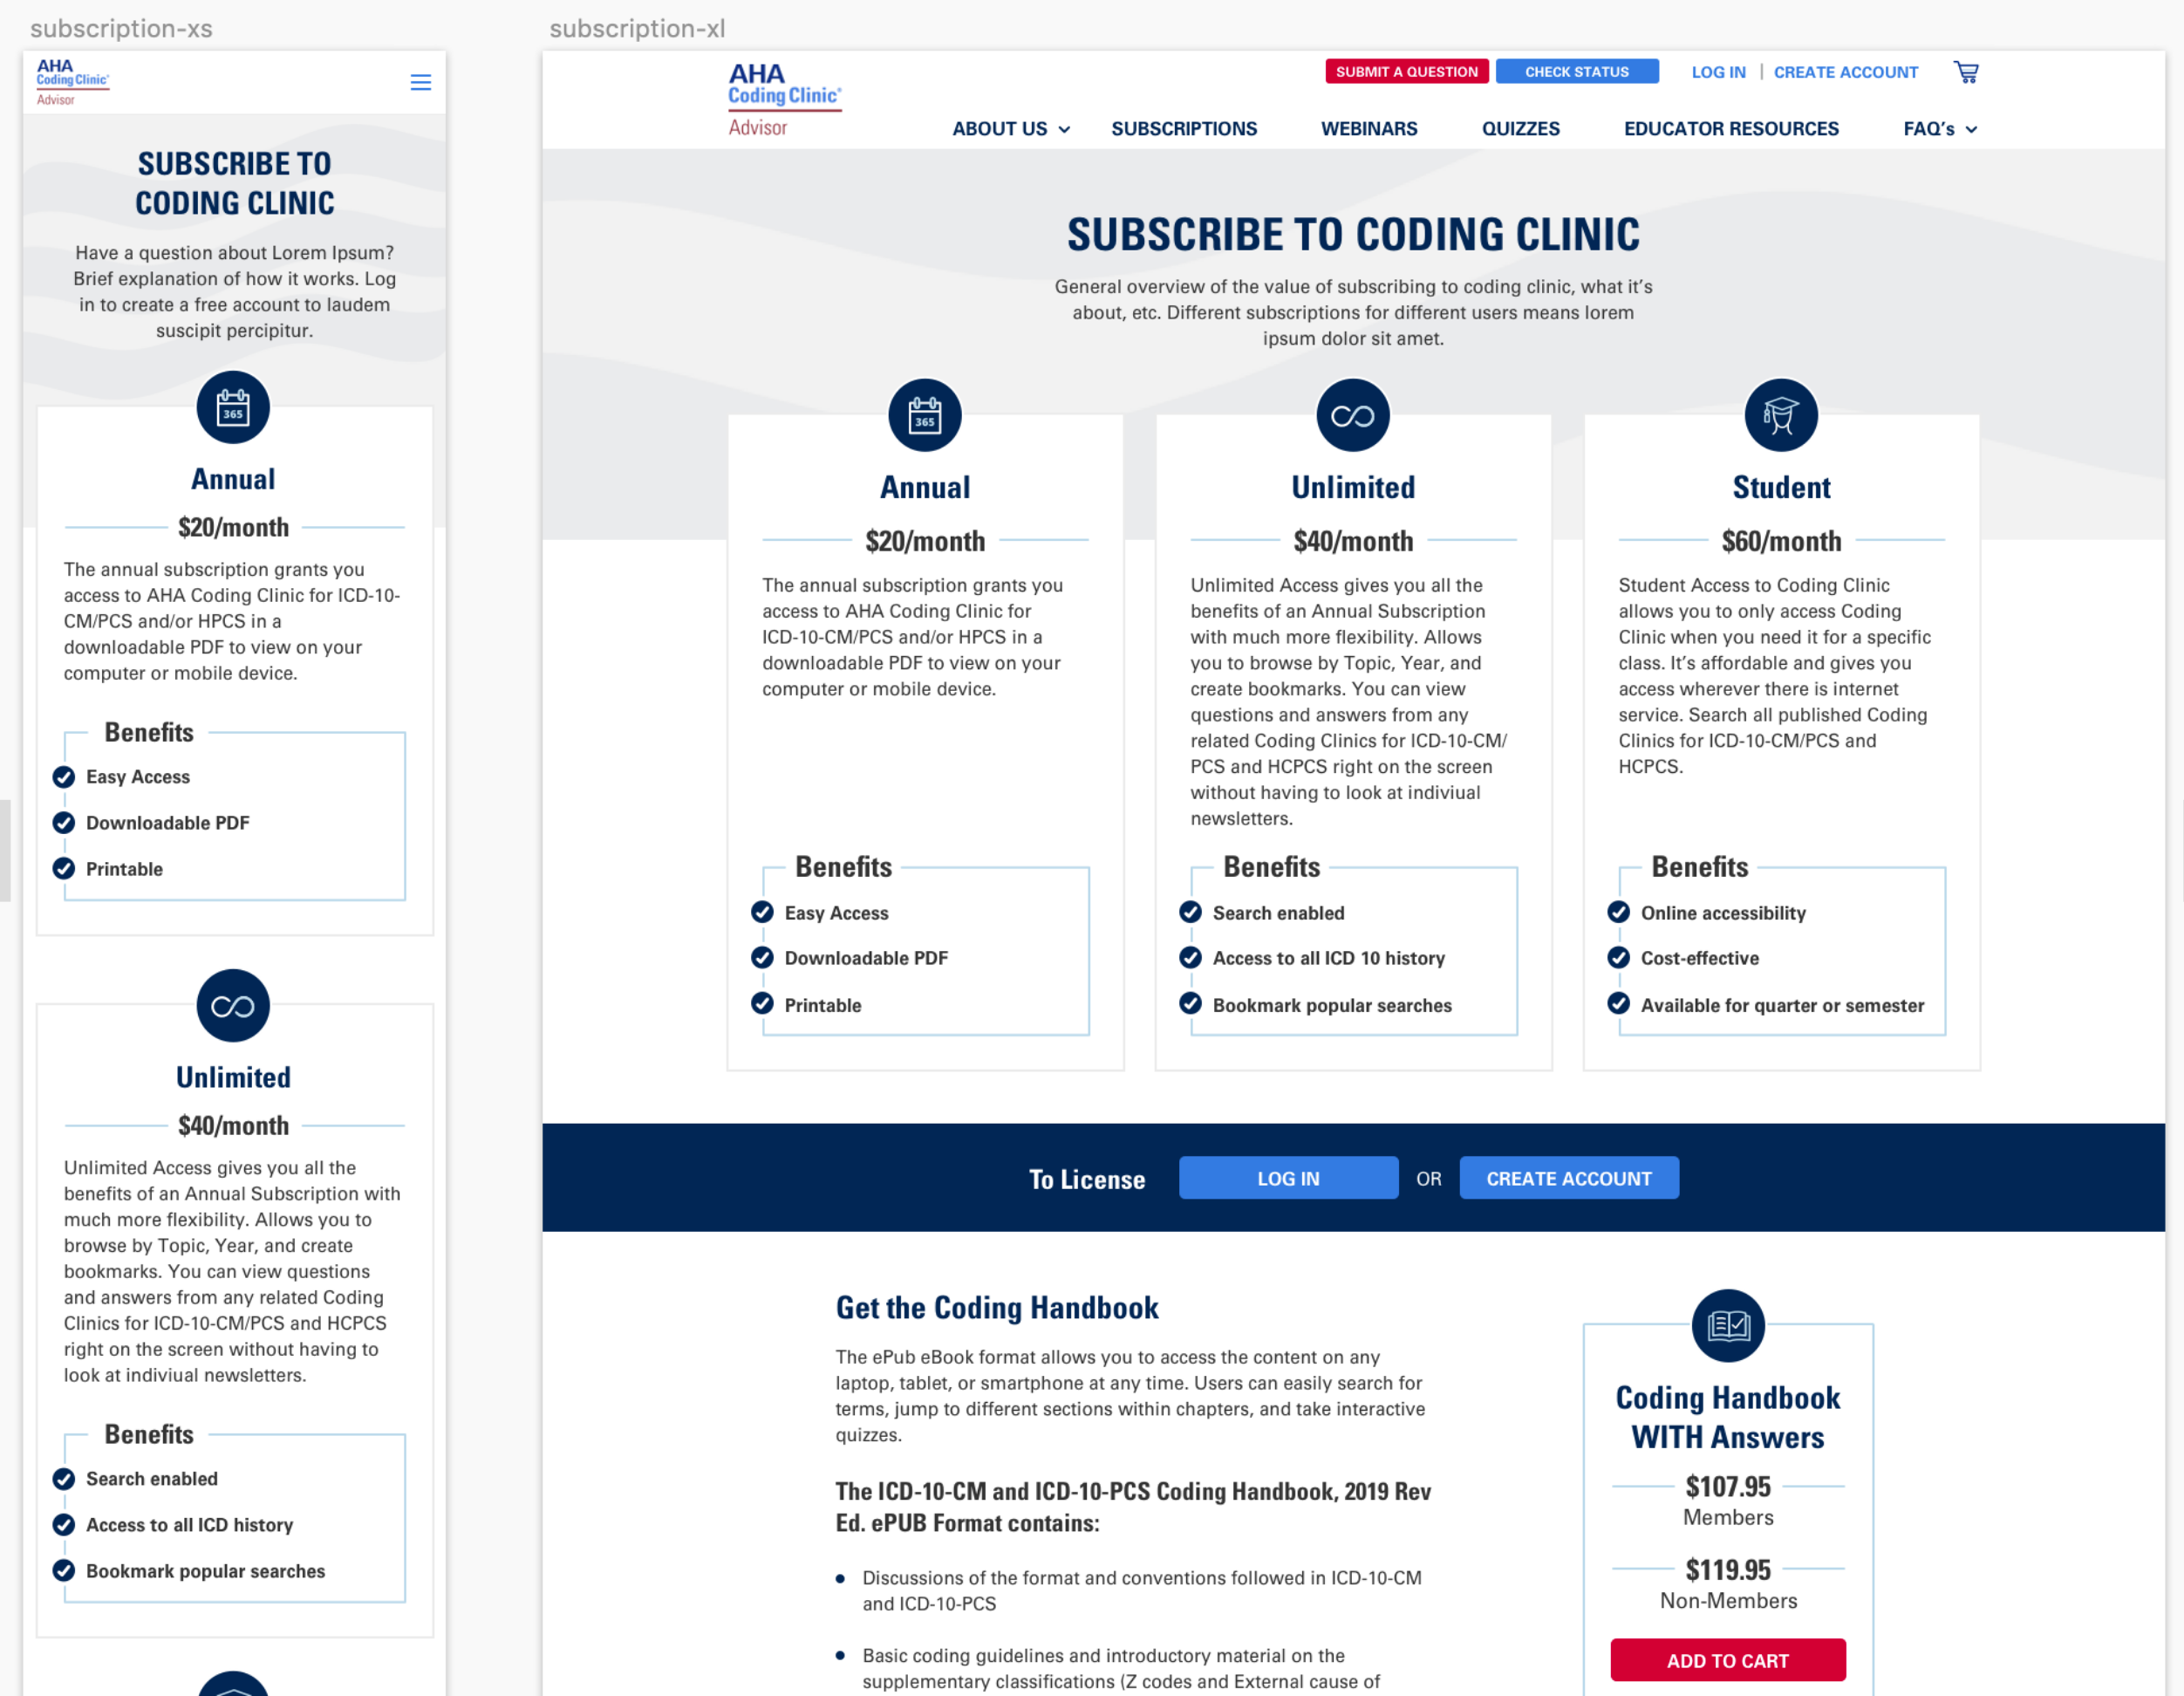 subscription-xs
AHA
Coding Clinic®
Advisor
SUBSCRIBE TO
CODING CLINIC
Have a question about Lorem Ipsum?
Brief explanation of how it works. Log
in to create a free account to laudem
suscipit percipitur.
365
Annual
$20/month
The annual subscription grants you
access to AHA Coding Clinic for ICD-10-
CM/PCS and/or HPCS in a
downloadable PDF to view on your
computer or mobile device.
Benefits
Easy Access
Downloadable PDF
Printable
Unlimited
$40/month
Unlimited Access gives you all the
benefits of an Annual Subscription with
much more flexibility. Allows you to
browse by Topic, Year, and create
bookmarks. You can view questions
and answers from any related Coding
Clinics for ICD-10-CM/PCS and HCPCS
right on the screen without having to
look at indiviual newsletters.
Benefits
Search enabled
Access to all ICD history
Bookmark popular searches
subscription-xl
AHA
Coding Clinic®
Advisor
SUBMIT A QUESTION
CHECK STATUS
LOG IN | CREATE ACCOUNT
ABOUT US
SUBSCRIPTIONS
WEBINARS
QUIZZES
EDUCATOR RESOURCES
FAQ's
SUBSCRIBE TO CODING CLINIC
General overview of the value of subscribing to coding clinic, what it's
about, etc. Different subscriptions for different users means lorem
ipsum dolor sit amet.
365
Annual
$20/month
The annual subscription grants you
access to AHA Coding Clinic for
ICD-10-CM/PCS and/or HPCS in a
downloadable PDF to view on your
computer or mobile device.
Benefits
Easy Access
Downloadable PDF
Printable
Unlimited
$40/month
Unlimited Access gives you all the
benefits of an Annual Subscription
with much more flexibility. Allows
you to browse by Topic, Year, and
create bookmarks. You can view
questions and answers from any
related Coding Clinics for ICD-10-CM/
PCS and HCPCS right on the screen
without having to look at indiviual
newsletters.
Benefits
Search enabled
Access to all ICD 10 history
Bookmark popular searches
Student
$60/month
Student Access to Coding Clinic
allows you to only access Coding
Clinic when you need it for a specific
class. It's affordable and gives you
access wherever there is internet
service. Search all published Coding
Clinics for ICD-10-CM/PCS and
HCPCS.
Benefits
Online accessibility
Cost-effective
Available for quarter or semester
To License
LOG IN
OR
CREATE ACCOUNT
Get the Coding Handbook
The ePub eBook format allows you to access the content on any
laptop, tablet, or smartphone at any time. Users can easily search for
terms, jump to different sections within chapters, and take interactive
quizzes.
The ICD-10-CM and ICD-10-PCS Coding Handbook, 2019 Rev
Ed. ePUB Format contains:
Discussions of the format and conventions followed in ICD-10-CM
and ICD-10-PCS
Basic coding guidelines and introductory material on the
supplementary classifications (Z codes and External cause of
Coding Handbook
WITH Answers
$107.95
Members
$119.95
Non-Members
ADD TO CART